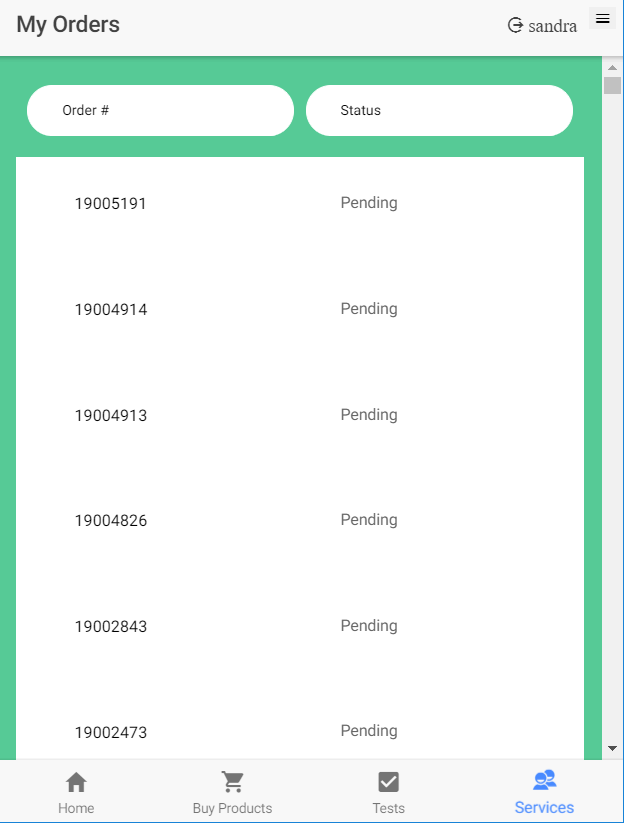 My Orders
sandra
Order #
Status
19005191
Pending
19004914
Pending
19004913
Pending
19004826
Pending
19002843
Pending
19002473
Pending
Home
Buy Products
Tests
Services